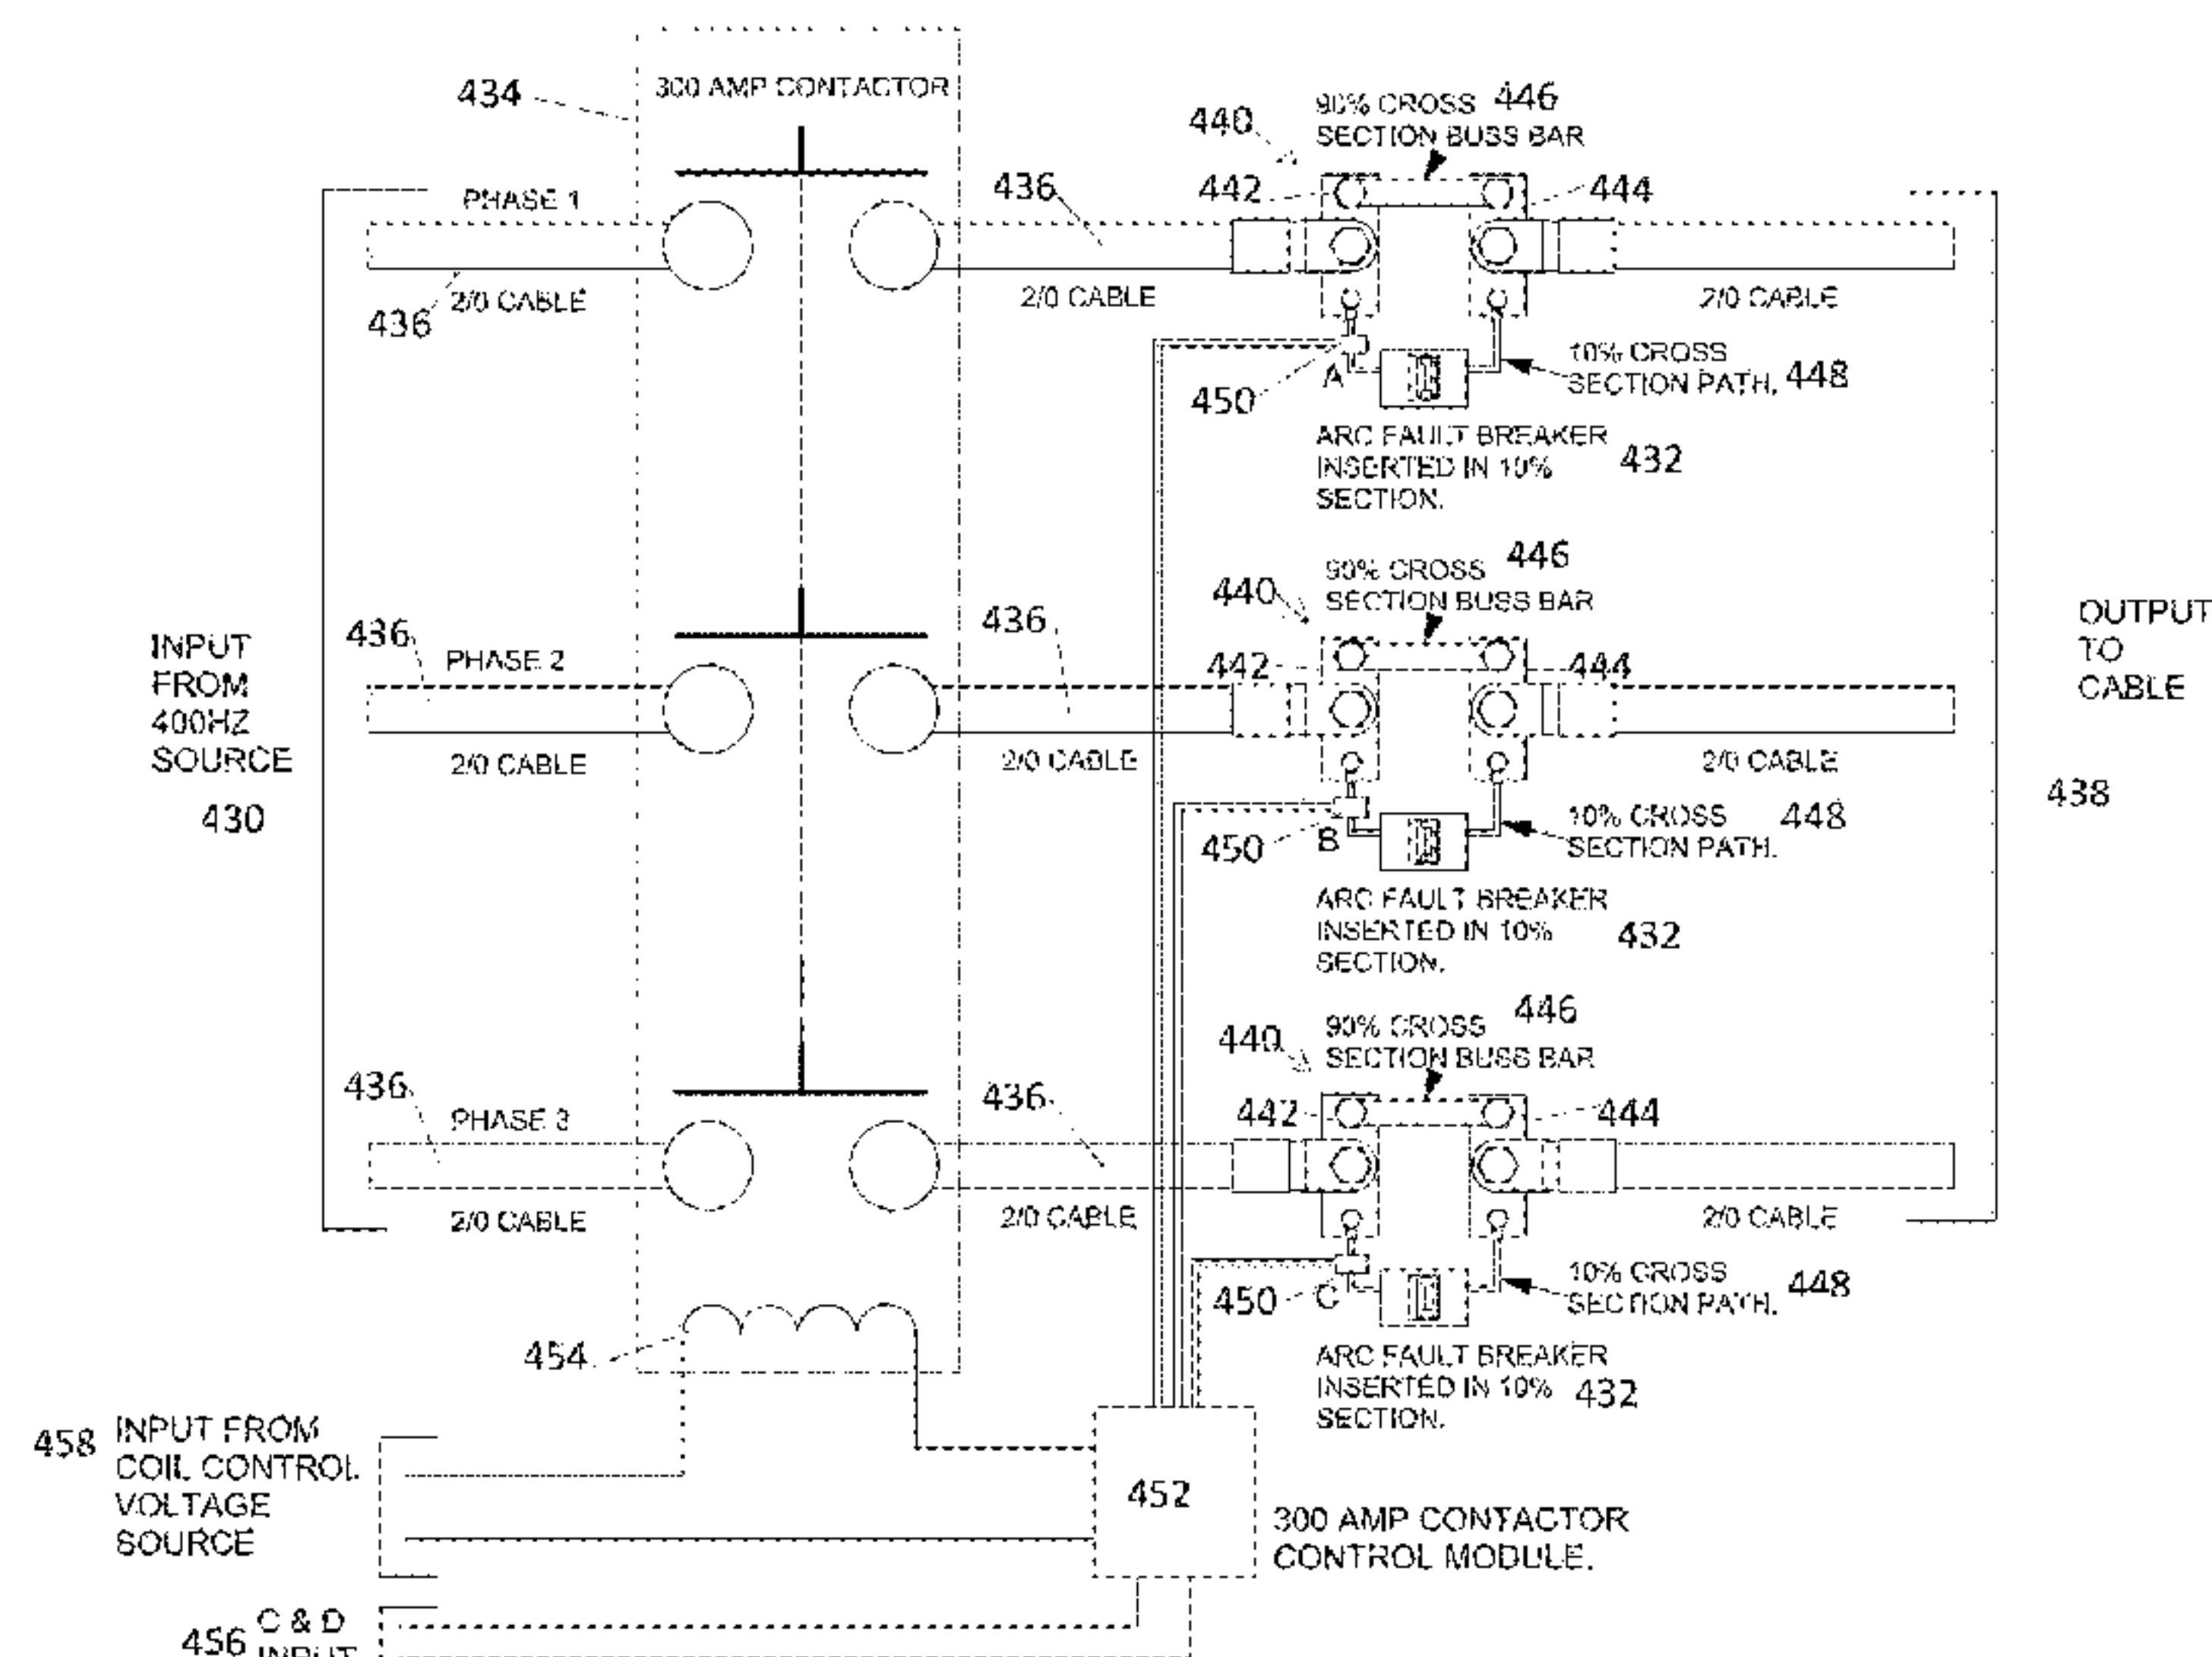 434
300 AMP CONTACTOR
PHASE 1
436
2/0 CABLE
436
2/0 CABLE
440
90% CROSS 446
SECTION BUSS BAR
442
444
2/0 CABLE
450
A
10% CROSS
SECTION PATH. 448
ARC FAULT BREAKER
INSERTED IN 10% 432
SECTION.
INPUT
FROM
400HZ
SOURCE
430
436
PHASE 2
2/0 CABLE
436
2/0 CABLE
440
90% CROSS 446
SECTION BUSS BAR
442
444
2/0 CABLE
450
B
10% CROSS 448
SECTION PATH.
ARC FAULT BREAKER
INSERTED IN 10% 432
SECTION.
OUTPUT
TO
CABLE
438
436
PHASE 3
2/0 CABLE
436
2/0 CABLE
440
90% CROSS 446
SECTION BUSS BAR
442
444
2/0 CABLE
450
C
10% CROSS 448
SECTION PATH.
ARC FAULT BREAKER
INSERTED IN 10% 432
SECTION.
454
458 INPUT FROM
COIL CONTROL
VOLTAGE
SOURCE
452
300 AMP CONTACTOR
CONTROL MODULE.
456 C & D
INPUT